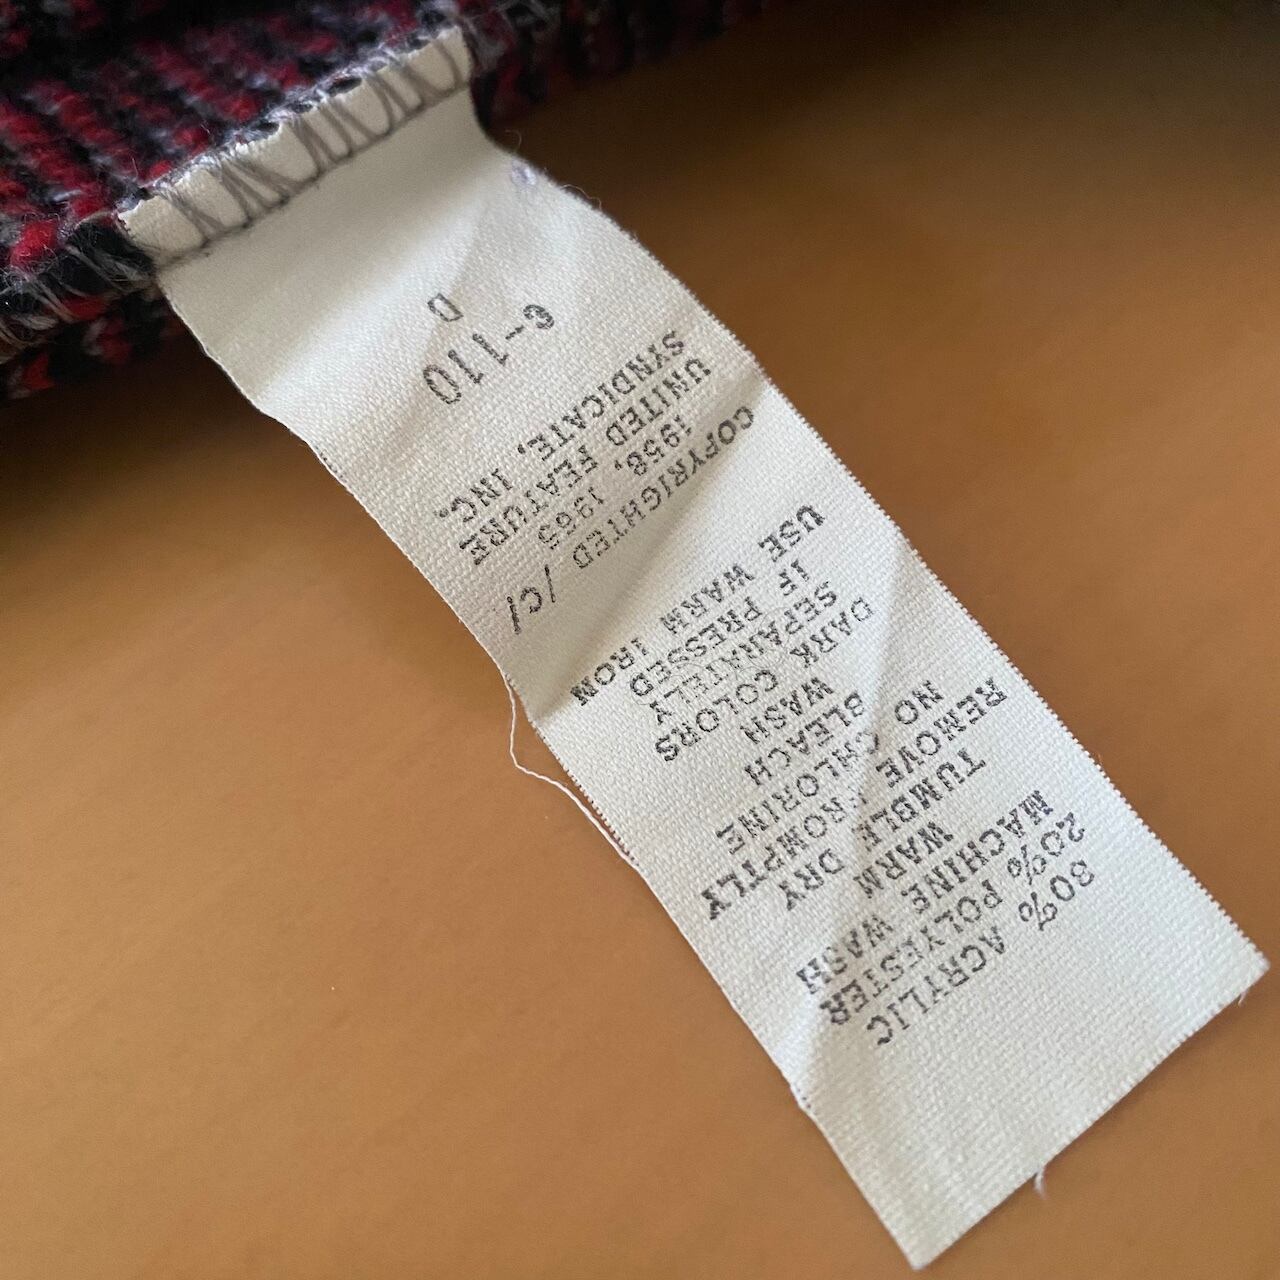 80% ACRYLIC
20% POLYESTER
MACHINE WASH
WARM
TUMBLE DRY
REMOVE PROMPTLY
NO CHLORINE
BLEACH
WASH
DARK COLORS
SEPARATELY
IF PRESSED
USE WARM IRON
COPYRIGHTED /C/
1958, 1965
UNITED FEATURE
SYNDICATE, INC.
6-110
D